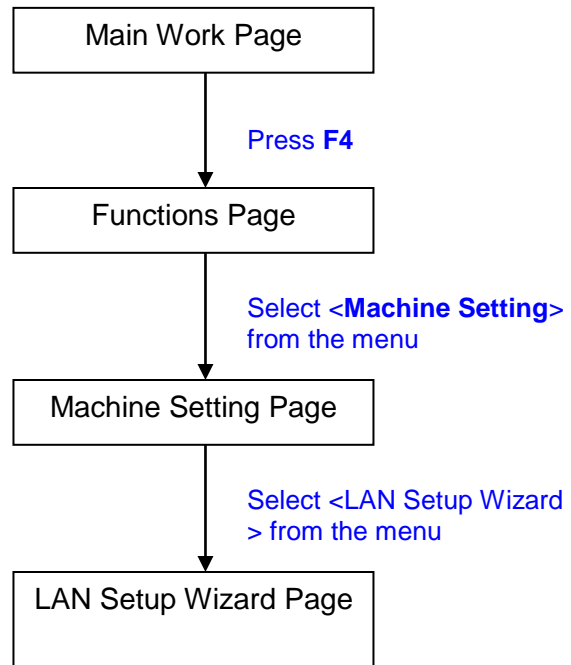 Main Work Page
Press F4
Functions Page
Select <Machine Setting>
from the menu
Machine Setting Page
Select <LAN Setup Wizard
> from the menu
LAN Setup Wizard Page